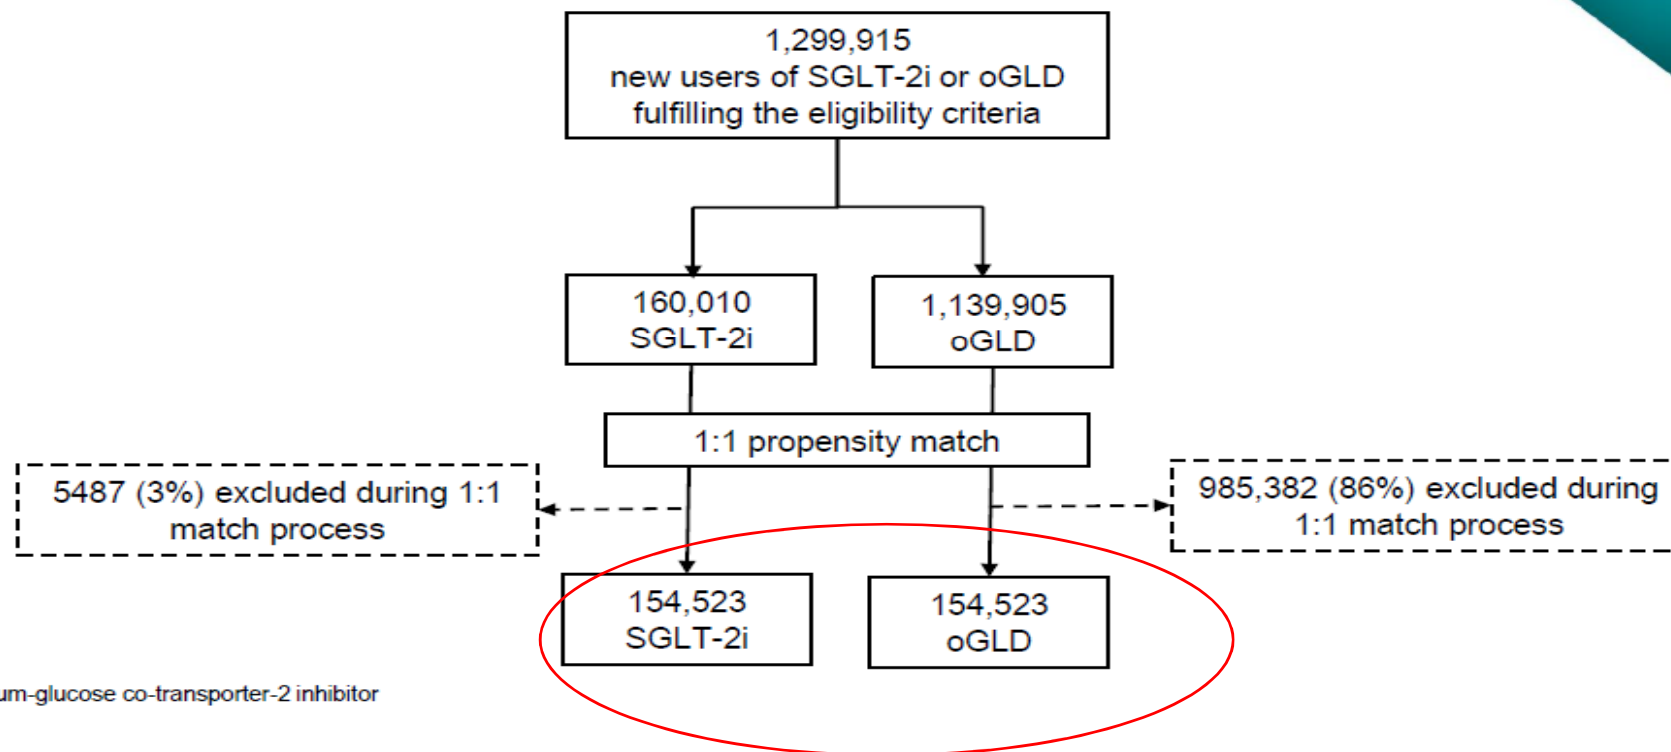 1,299,915
new users of SGLT-2i or oGLD
fulfilling the eligibility criteria
160,010
SGLT-2i
1,139,905
oGLD
1:1 propensity match
5487 (3%) excluded during 1:1
match process
985,382 (86%) excluded during
1:1 match process
154,523
SGLT-2i
154,523
oGLD
um-glucose co-transporter-2 inhibitor